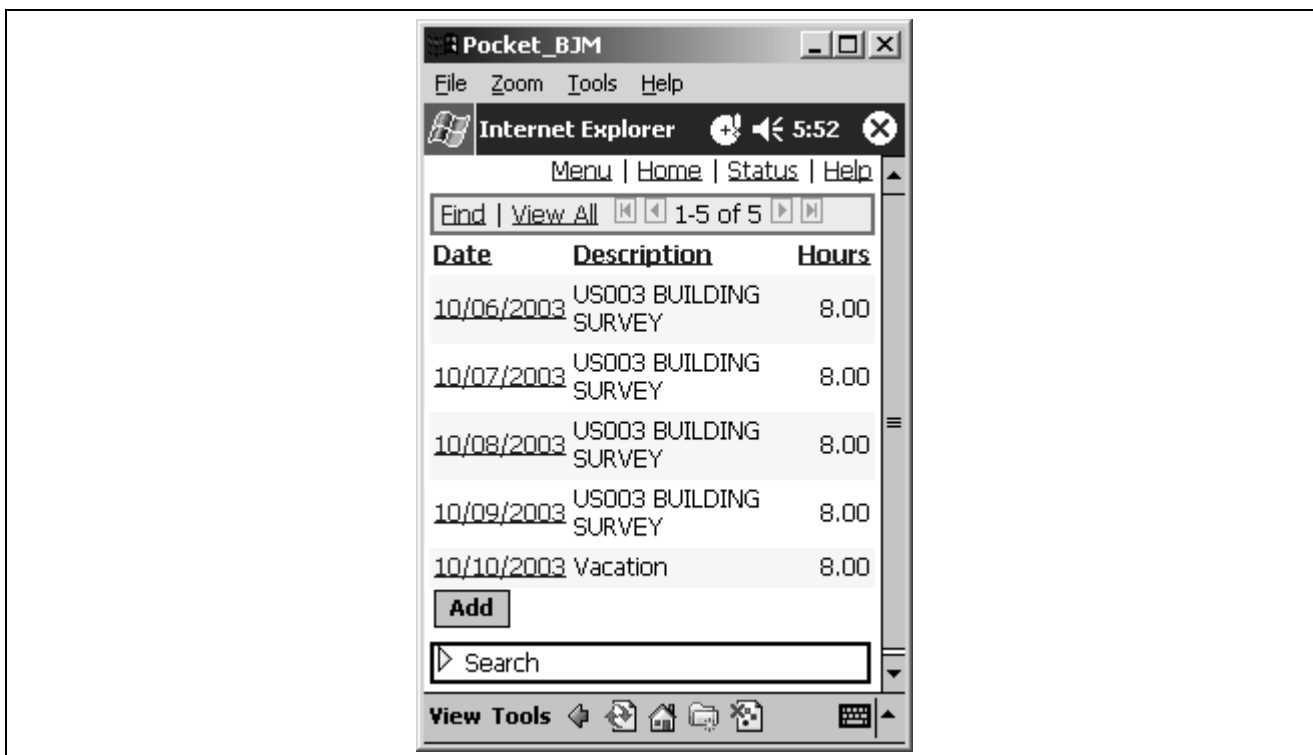 Pocket_BJM
File Zoom Tools Help
Internet Explorer 5:52
Menu | Home | Status | Help
Find | View All 1-5 of 5
Date Description Hours
10/06/2003 US003 BUILDING SURVEY 8.00
10/07/2003 US003 BUILDING SURVEY 8.00
10/08/2003 US003 BUILDING SURVEY 8.00
10/09/2003 US003 BUILDING SURVEY 8.00
10/10/2003 Vacation 8.00
Add
Search
View Tools